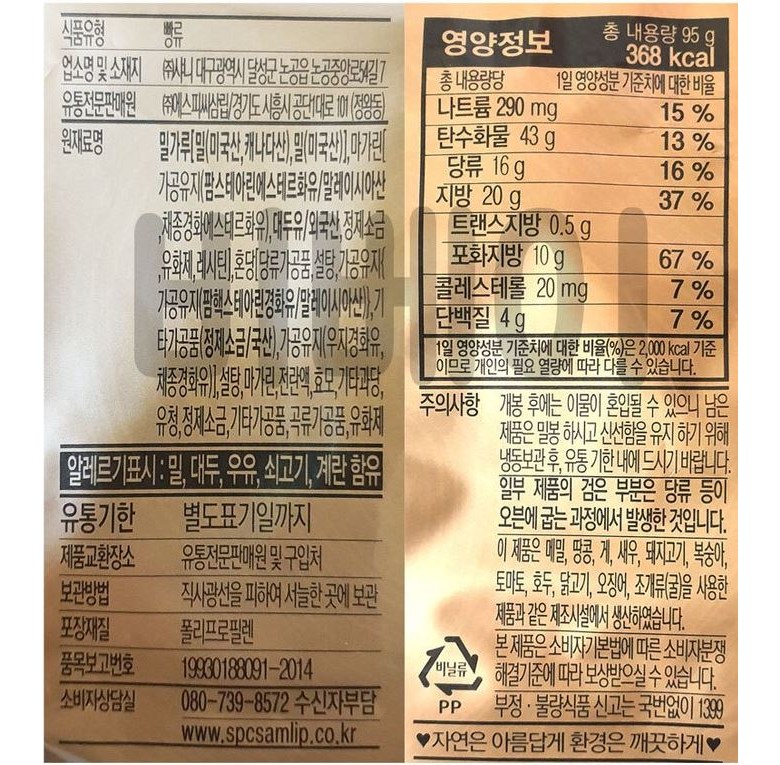 식품유형 빵류
업소명 및 소재지 ㈜샤니 대구광역시 달성군 논공읍 논공중앙로54길 7
유통전문판매원 ㈜에스피씨삼립/경기도 시흥시 공단1대로 101 (정왕동)
원재료명 밀가루[밀(미국산,캐나다산),밀(미국산)],마가린[
가공유지(팜스테아린에스테르화유/말레이시아산
,채종경화에스테르화유),대두유/외국산,정제소금
,유화제,레시틴],혼당[당류가공품,설탕,가공유지{
가공유지(팜핵스테아린경화유/말레이시아산)},기
타가공품(정제소금/국산),가공유지(우지경화유,
채종경화유)],설탕,마가린,전란액,효모,기타과당,
유청,정제소금,기타가공품,곡류가공품,유화제
알레르기표시 : 밀, 대두, 우유, 쇠고기, 계란 함유
유통기한 별도표기일까지
제품교환장소 유통전문판매원 및 구입처
보관방법 직사광선을 피하여 서늘한 곳에 보관
포장재질 폴리프로필렌
품목보고번호 19930188091-2014
소비자상담실 080-739-8572 수신자부담
www.spcsamlip.co.kr
영양정보 총 내용량 95 g
368 kcal
총 내용량당 1일 영양성분 기준치에 대한 비율
나트륨 290 mg 15 %
탄수화물 43 g 13 %
당류 16 g 16 %
지방 20 g 37 %
트랜스지방 0.5 g
포화지방 10 g 67 %
콜레스테롤 20 mg 7 %
단백질 4 g 7 %
1일 영양성분 기준치에 대한 비율(%)은 2,000 kcal 기준
이므로 개인의 필요 열량에 따라 다를 수 있습니다.
주의사항 개봉 후에는 이물이 혼입될 수 있으니 남은
제품은 밀봉 하시고 신선함을 유지 하기 위해
냉동보관 후, 유통 기한 내에 드시기 바랍니다.
일부 제품의 검은 부분은 당류 등이
오븐에 굽는 과정에서 발생한 것입니다.
이 제품은 메밀, 땅콩, 게, 새우, 돼지고기, 복숭아,
토마토, 호두, 닭고기, 오징어, 조개류(굴)을 사용한
제품과 같은 제조시설에서 생산하였습니다.
본 제품은 소비자기본법에 따른 소비자분쟁
해결기준에 따라 보상받으실 수 있습니다.
부정 · 불량식품 신고는 국번없이 1399
비닐류
PP
♥자연은 아름답게 환경은 깨끗하게♥